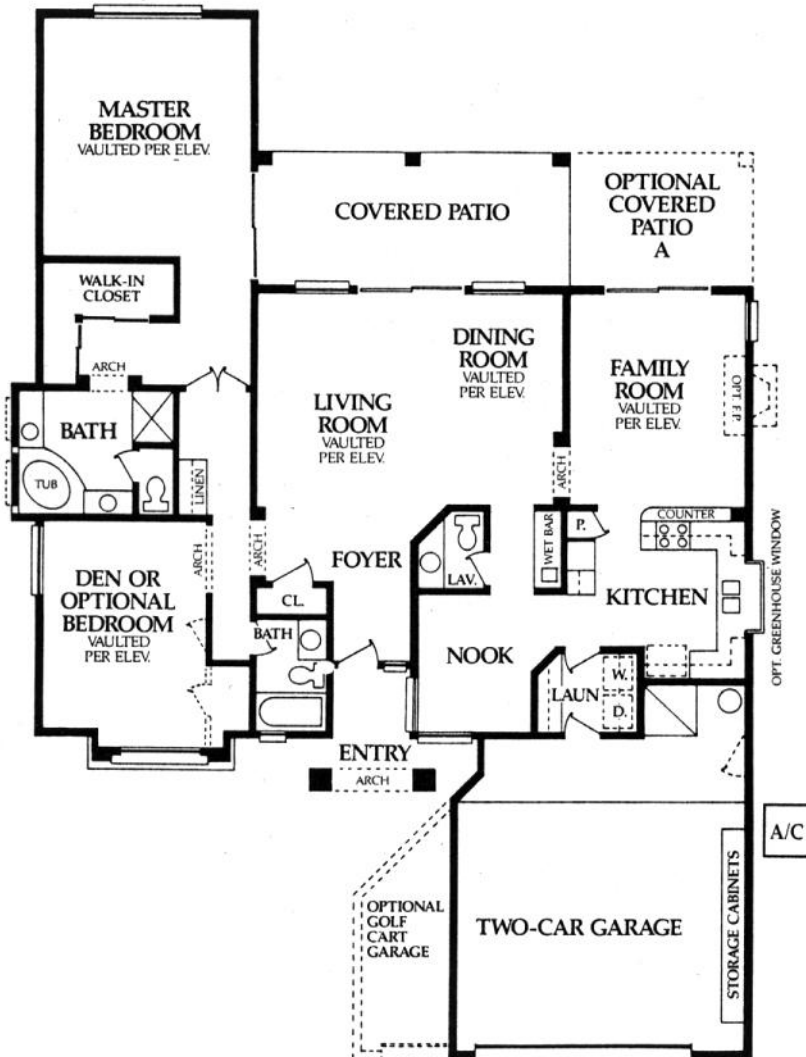 MASTER
BEDROOM
VAULTED PER ELEV.
COVERED PATIO
OPTIONAL
COVERED
PATIO
A
WALK-IN
CLOSET
ARCH
BATH
TUB
LINEN
LIVING
ROOM
VAULTED
PER ELEV.
DINING
ROOM
VAULTED
PER ELEV.
FAMILY
ROOM
VAULTED
PER ELEV.
OPT. F.P.
ARCH
COUNTER
P.
WET BAR
LAV.
KITCHEN
OPT. GREENHOUSE WINDOW
ARCH
ARCH
FOYER
CL.
DEN OR
OPTIONAL
BEDROOM
VAULTED
PER ELEV.
BATH
NOOK
LAUN
W.
D.
ENTRY
ARCH
A/C
OPTIONAL
GOLF
CART
GARAGE
TWO-CAR GARAGE
STORAGE CABINETS